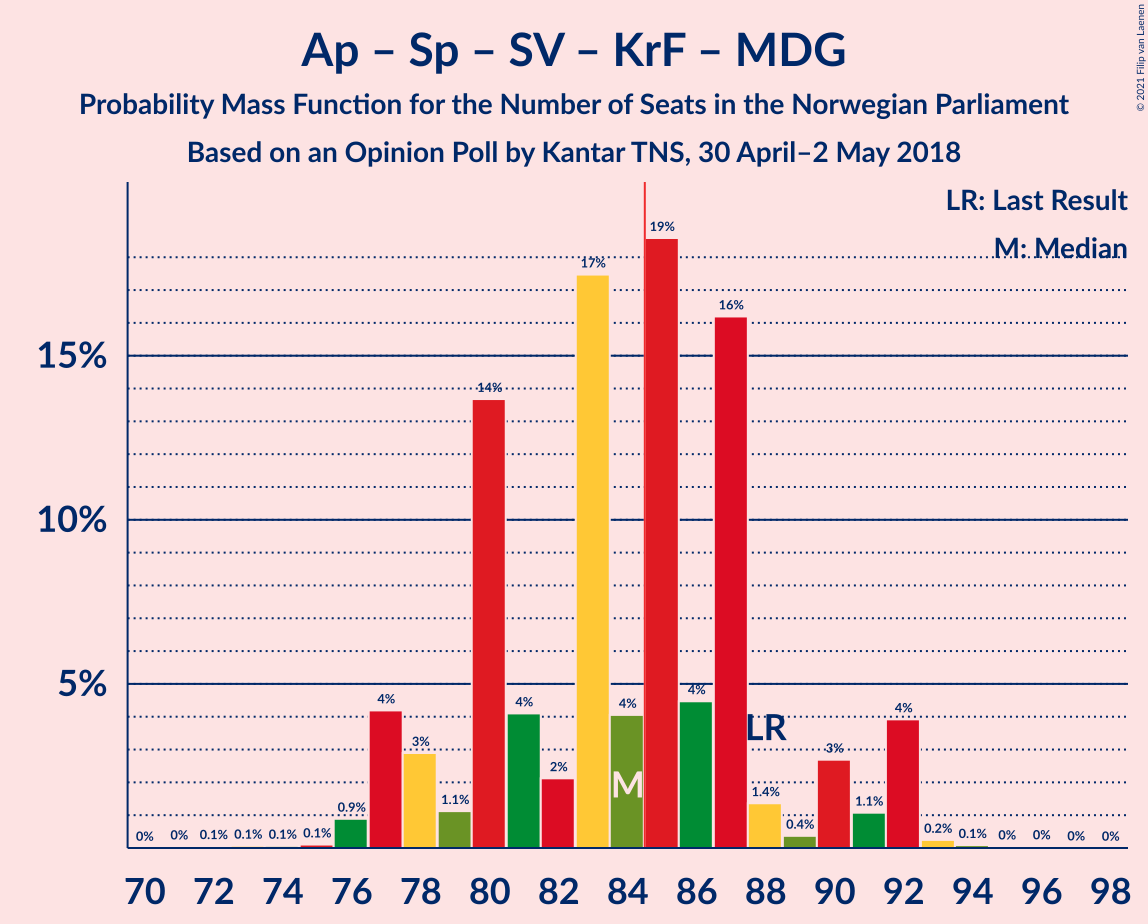 Ap – Sp – SV – KrF – MDG
Probability Mass Function for the Number of Seats in the Norwegian Parliament
Based on an Opinion Poll by Kantar TNS, 30 April–2 May 2018
© 2021 Filip van Laenen
LR: Last Result
M: Median
15%
10%
5%
0% 0% 0.1% 0.1% 0.1% 0.1% 0.9% 4% 3% 1.1% 14% 4% 2% 17% 4% 19% 4% 16% 1.4% 0.4% 3% 1.1% 4% 0.2% 0.1% 0% 0% 0% 0%
M
LR
70 72 74 76 78 80 82 84 86 88 90 92 94 96 98